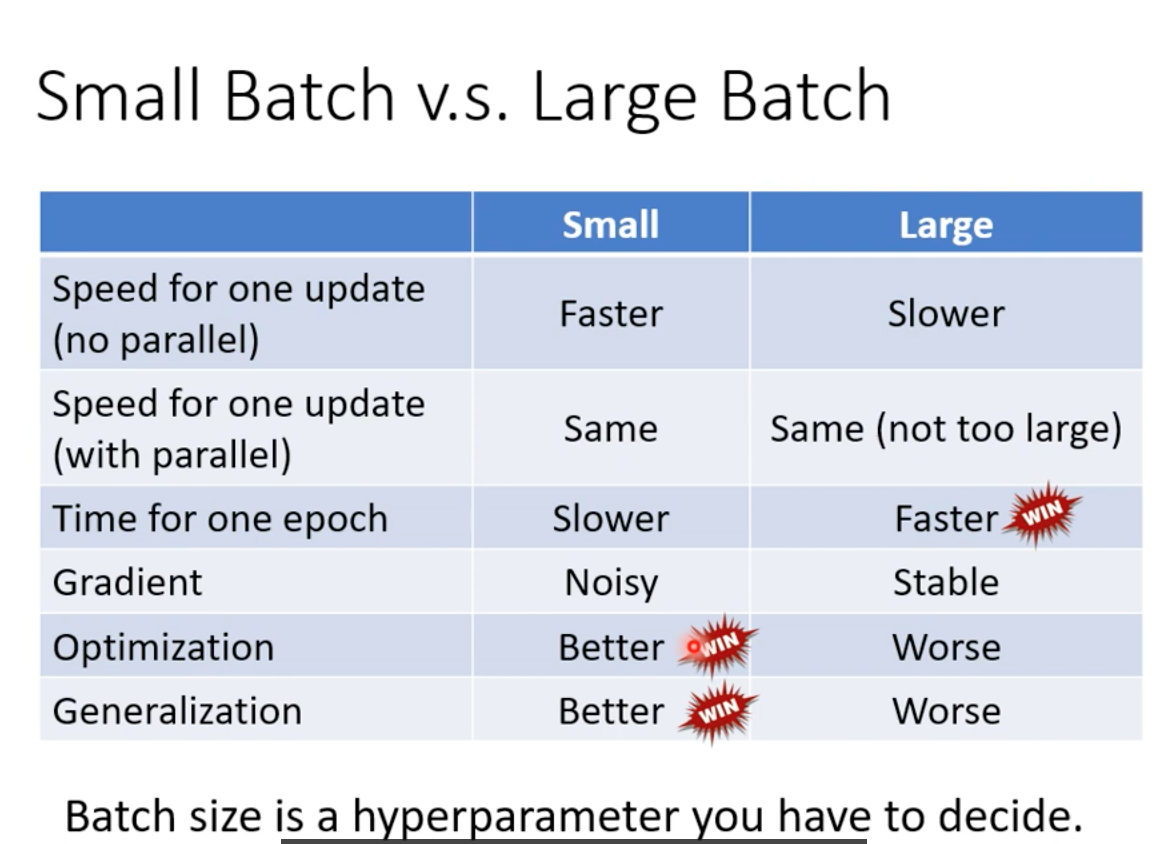 Small Batch v.s. Large Batch
Small Large
Speed for one update
(no parallel)
Faster Slower
Speed for one update
(with parallel)
Same Same (not too large)
Time for one epoch Slower Faster WIN
Gradient Noisy Stable
Optimization Better WIN Worse
Generalization Better WIN Worse
Batch size is a hyperparameter you have to decide.